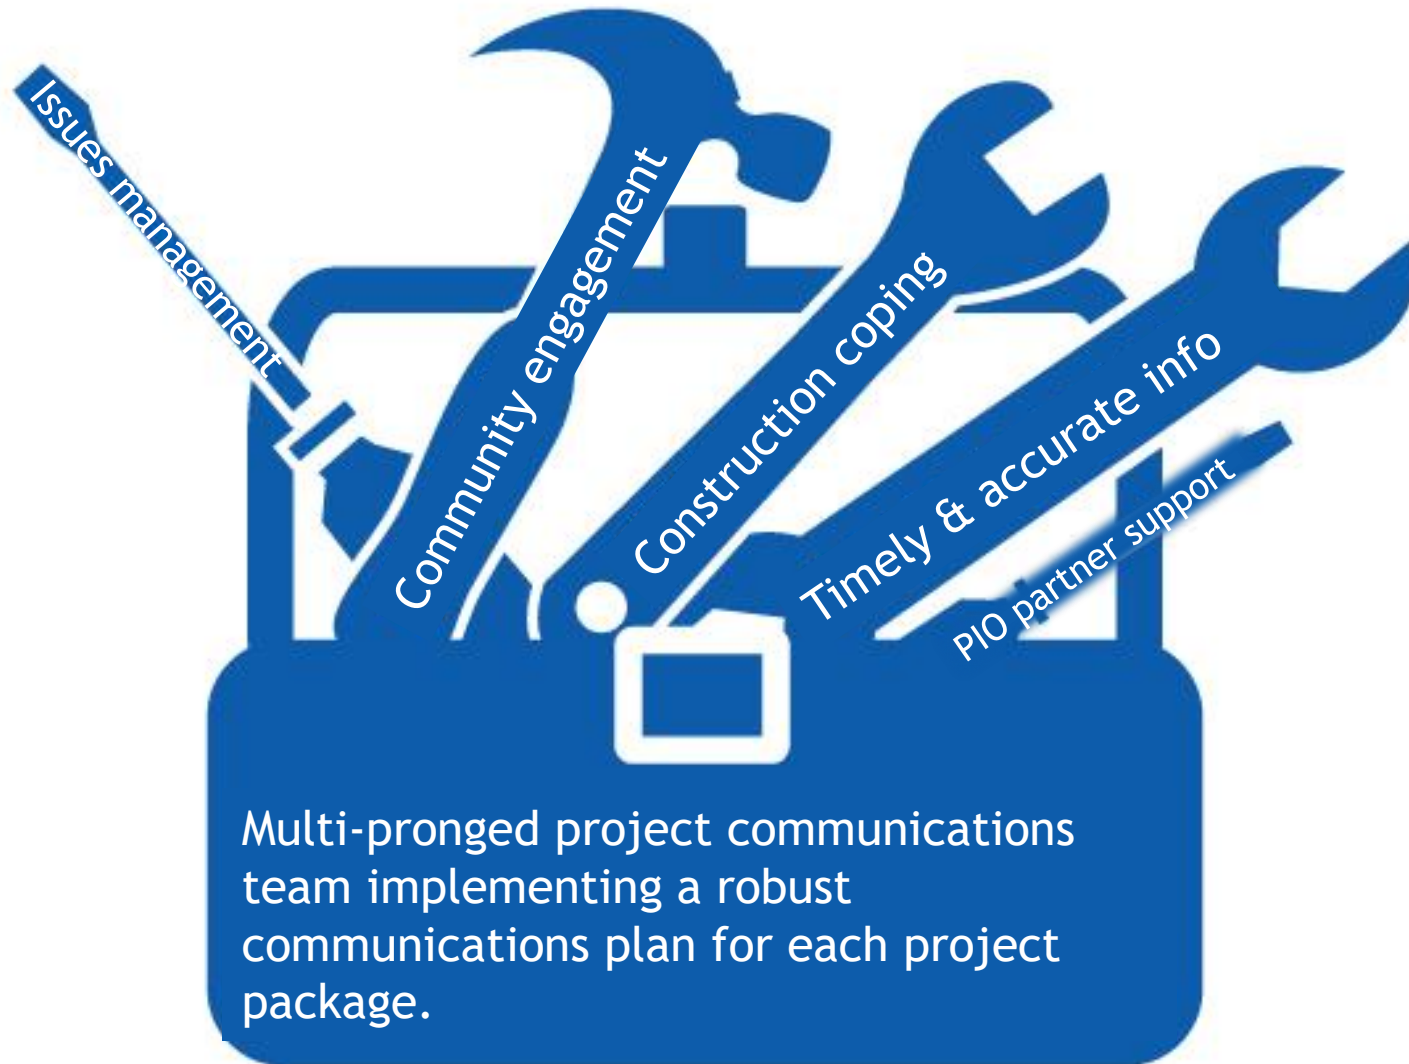 Issues management
Community engagement
Construction coping
Timely & accurate info
PIO partner support
Multi-pronged project communications
team implementing a robust
communications plan for each project
package.